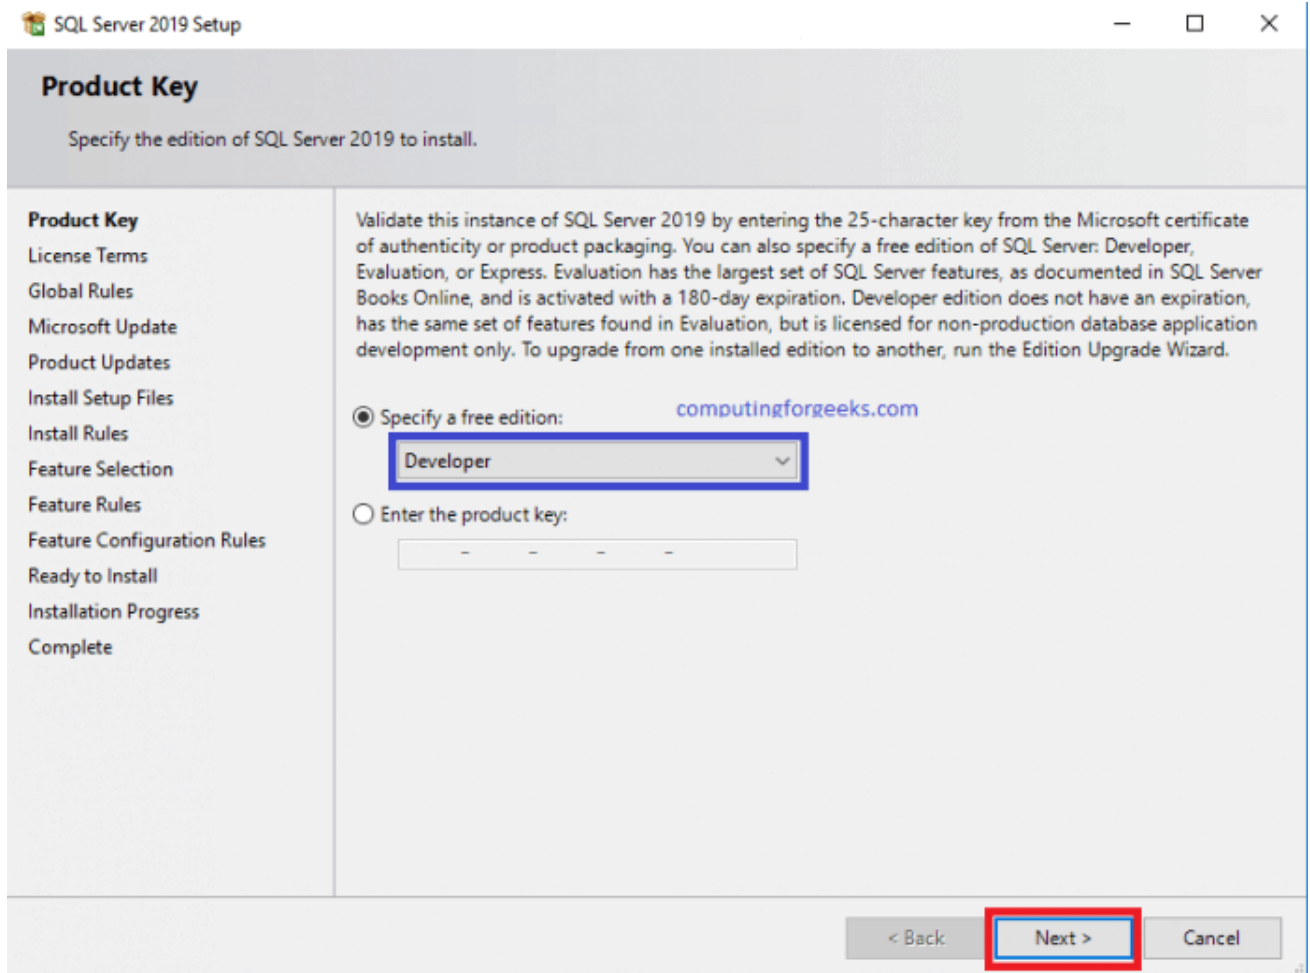 SQL Server 2019 Setup
Product Key
Specify the edition of SQL Server 2019 to install.
Product Key
License Terms
Global Rules
Microsoft Update
Product Updates
Install Setup Files
Install Rules
Feature Selection
Feature Rules
Feature Configuration Rules
Ready to Install
Installation Progress
Complete
Validate this instance of SQL Server 2019 by entering the 25-character key from the Microsoft certificate
of authenticity or product packaging. You can also specify a free edition of SQL Server: Developer,
Evaluation, or Express. Evaluation has the largest set of SQL Server features, as documented in SQL Server
Books Online, and is activated with a 180-day expiration. Developer edition does not have an expiration,
has the same set of features found in Evaluation, but is licensed for non-production database application
development only. To upgrade from one installed edition to another, run the Edition Upgrade Wizard.
Specify a free edition:
computingforgeeks.com
Developer
Enter the product key:
- - - -
< Back Next > Cancel